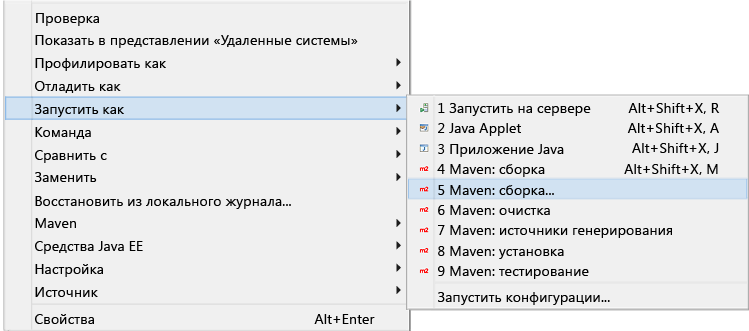 Проверка
Показать в представлении «Удаленные системы»
Профилировать как
Отладить как
Запустить как
Команда
Сравнить с
Заменить
Восстановить из локального журнала...
Maven
Средства Java EE
Настройка
Источник
Свойства Alt+Enter
1 Запустить на сервере Alt+Shift+X, R
2 Java Applet Alt+Shift+X, A
3 Приложение Java Alt+Shift+X, J
m2 4 Maven: сборка Alt+Shift+X, M
m2 5 Maven: сборка...
m2 6 Maven: очистка
m2 7 Maven: источники генерирования
m2 8 Maven: установка
m2 9 Maven: тестирование
Запустить конфигурации...